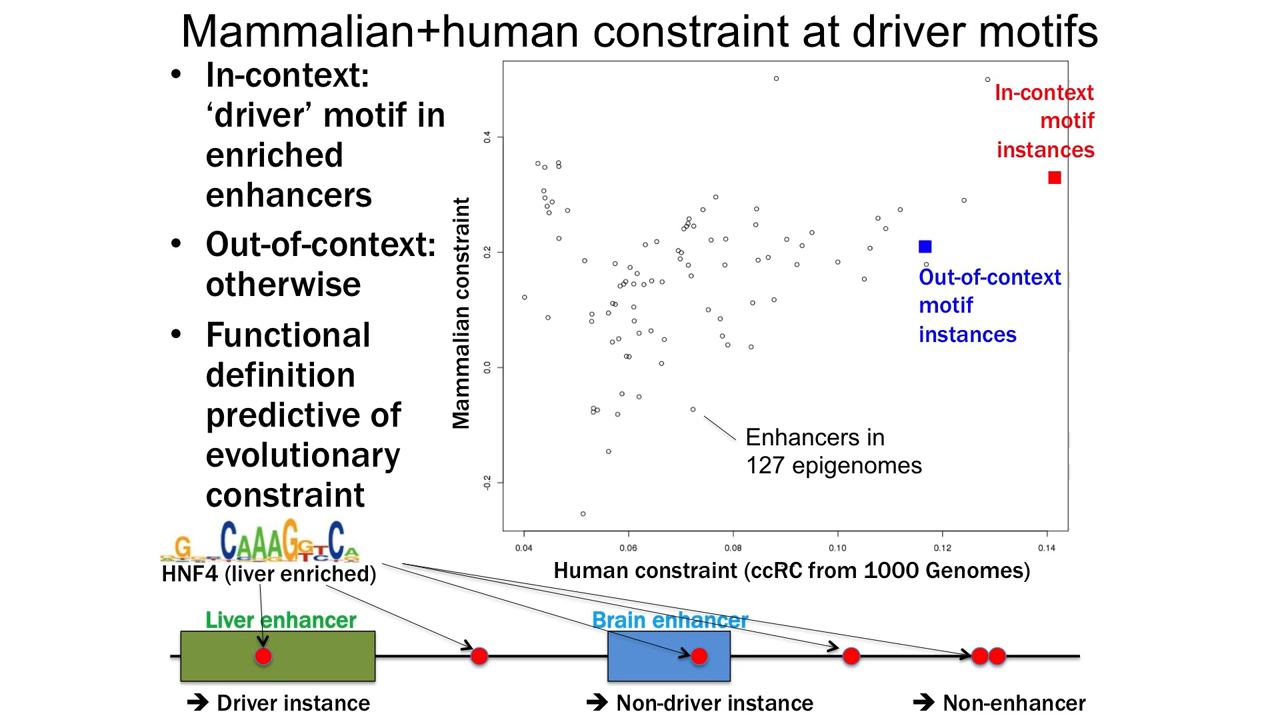 Mammalian+human constraint at driver motifs
• In-context:
‘driver’ motif in
enriched
enhancers
• Out-of-context:
otherwise
• Functional
definition
predictive of
evolutionary
constraint
Mammalian constraint
0.4
0.2
0.0
-0.2
In-context
motif
instances
Out-of-context
motif
instances
Enhancers in
127 epigenomes
0.04 0.06 0.08 0.10 0.12 0.14
Human constraint (ccRC from 1000 Genomes)
G CAAAGGTCA
HNF4 (liver enriched)
Liver enhancer
Brain enhancer
➔ Driver instance
➔ Non-driver instance
➔ Non-enhancer